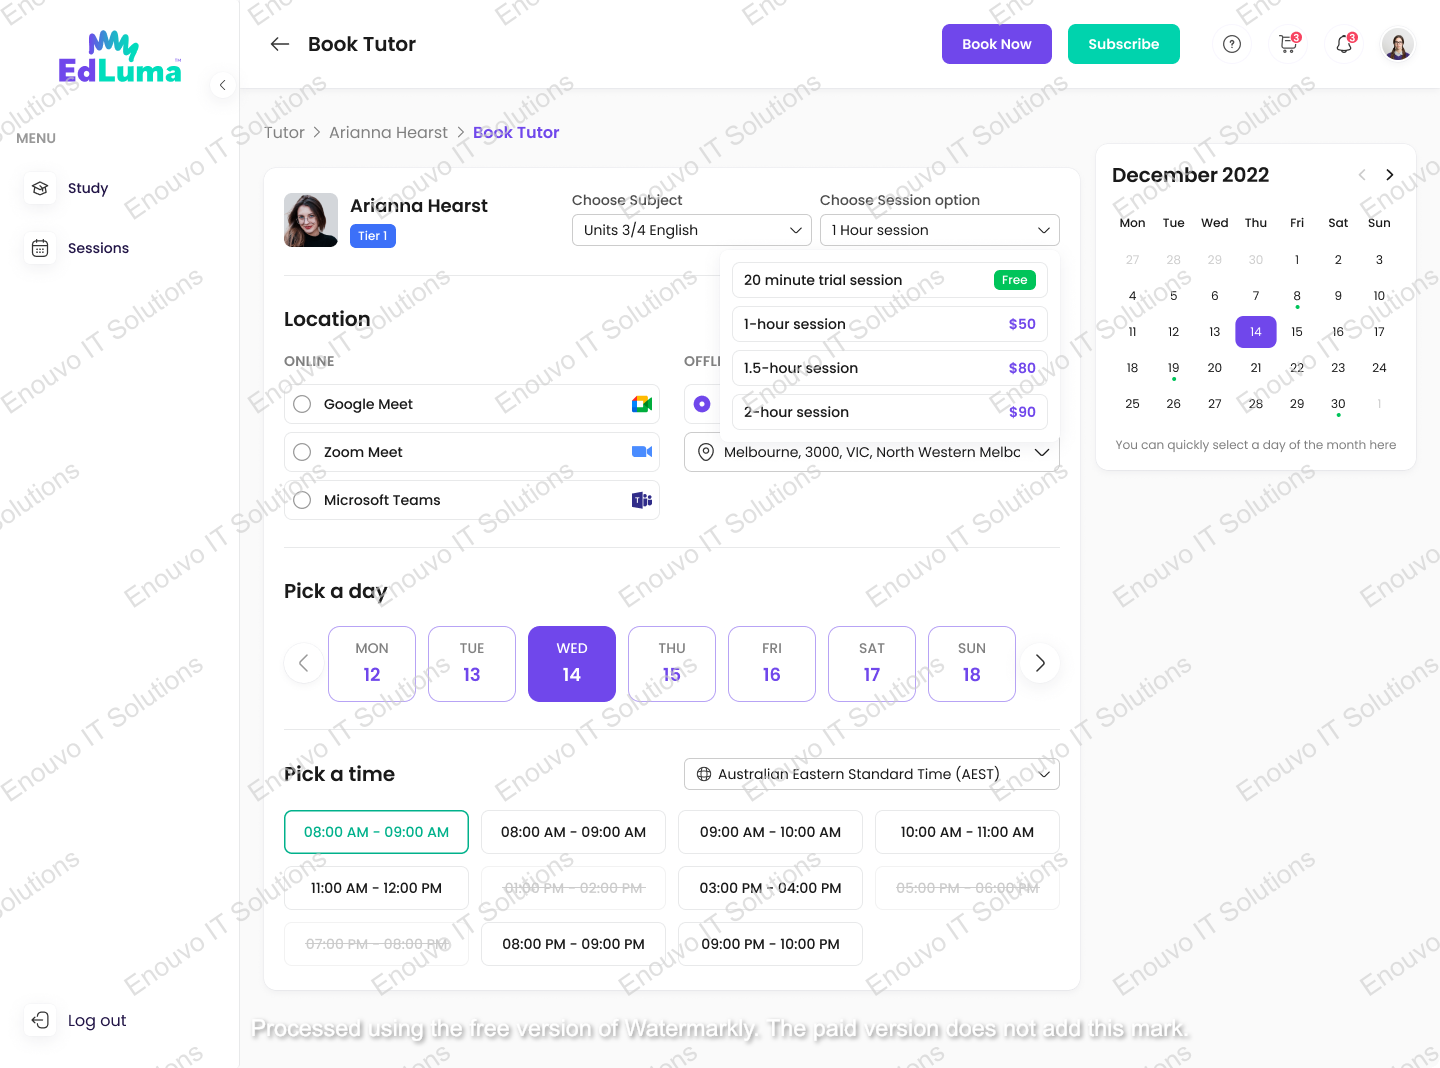 EdLuma™
Book Tutor
Book Now
Subscribe
3
3
MENU
Study
Sessions
Log out
Tutor > Arianna Hearst > Book Tutor
Arianna Hearst
Tier 1
Choose Subject
Units 3/4 English
Choose Session option
1 Hour session
20 minute trial session Free
1-hour session $50
1.5-hour session $80
2-hour session $90
Location
ONLINE
OFFLI
Google Meet
Zoom Meet
Microsoft Teams
Melbourne, 3000, VIC, North Western Melbc
Pick a day
MON TUE WED THU FRI SAT SUN
12 13 14 15 16 17 18
Pick a time
Australian Eastern Standard Time (AEST)
08:00 AM - 09:00 AM 08:00 AM - 09:00 AM 09:00 AM - 10:00 AM 10:00 AM - 11:00 AM
11:00 AM - 12:00 PM 01:00 PM - 02:00 PM 03:00 PM - 04:00 PM 05:00 PM - 06:00 PM
07:00 PM - 08:00 PM 08:00 PM - 09:00 PM 09:00 PM - 10:00 PM
December 2022
Mon Tue Wed Thu Fri Sat Sun
27 28 29 30 1 2 3
4 5 6 7 8 9 10
11 12 13 14 15 16 17
18 19 20 21 22 23 24
25 26 27 28 29 30 1
You can quickly select a day of the month here
Enouvo IT Solutions
Processed using the free version of Watermarkly. The paid version does not add this mark.